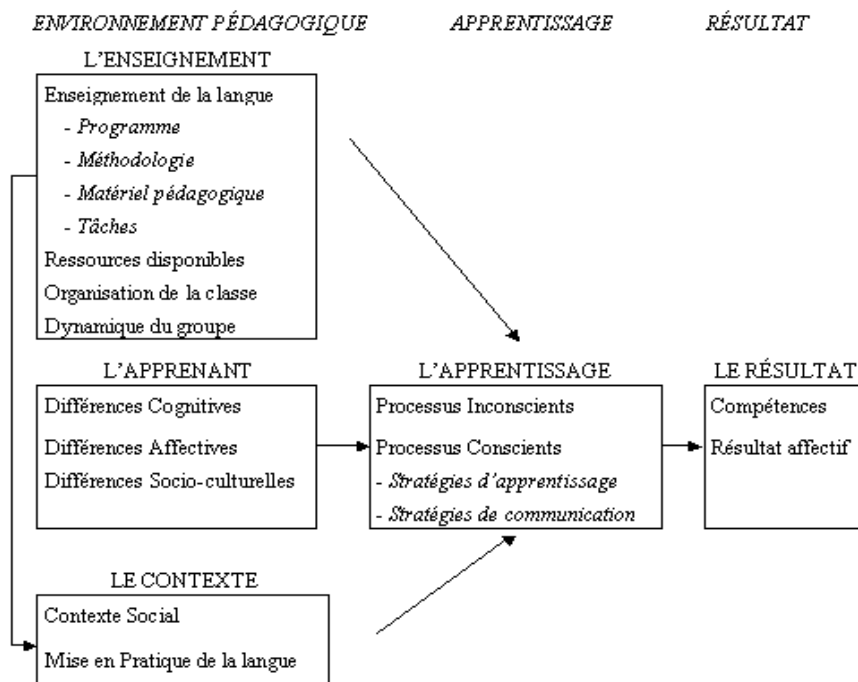 ENVIRONNEMENT PÉDAGOGIQUE APPRENTISSAGE RÉSULTAT
L'ENSEIGNEMENT
Enseignement de la langue
- Programme
- Méthodologie
- Matériel pédagogique
- Tâches
Ressources disponibles
Organisation de la classe
Dynamique du groupe
L'APPRENANT
Différences Cognitives
Différences Affectives
Différences Socio-culturelles
L'APPRENTISSAGE
Processus Inconscients
Processus Conscients
- Stratégies d'apprentissage
- Stratégies de communication
LE RÉSULTAT
Compétences
Résultat affectif
LE CONTEXTE
Contexte Social
Mise en Pratique de la langue